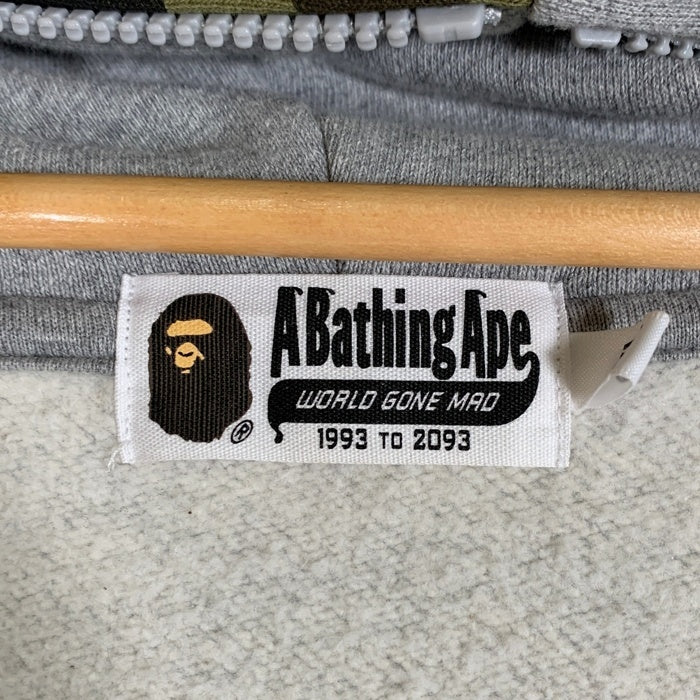 A Bathing Ape
WORLD GONE MAD
1993 TO 2093
®